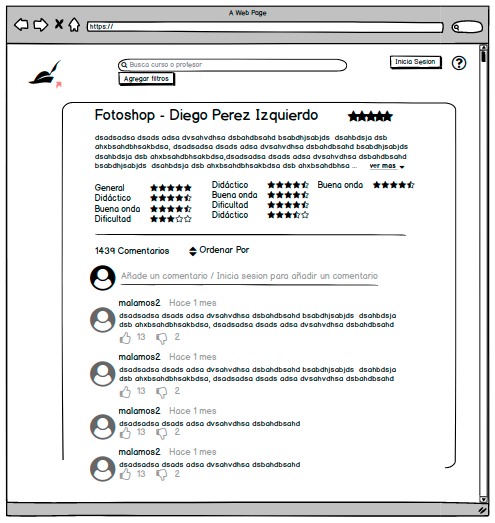 A Web Page
https://
Busca curso o profesor
Inicia Sesion
?
Agregar filtros
Fotoshop - Diego Perez Izquierdo
dsadsadsa dsads adsa dvsahvdhsa dsbahdbsahd bsabdhjsabjds dsahbdsja dsb
ahxbsahdbhsakbdsa, dsadsadsa dsads adsa dvsahvdhsa dsbahdbsahd bsabdhjsabjds
dsahbdsja dsb ahxbsahdbhsakbdsa,dsadsadsa dsads adsa dvsahvdhsa dsbahdbsahd
bsabdhjsabjds dsahbdsja dsb ahxbsahdbhsakbdsa, dsadsadsa dsads adsa dvsahvdhsa ... ver mas
General Didáctico Buena onda
Didáctico Buena onda
Buena onda Dificultad
Dificultad Didáctico
1439 Comentarios Ordenar Por
Añade un comentario / Inicia sesion para añadir un comentario
malamos2 Hace 1 mes
dsadsadsa dsads adsa dvsahvdhsa dsbahdbsahd bsabdhjsabjds dsahbdsja
dsb ahxbsahdbhsakbdsa, dsadsadsa dsads adsa dvsahvdhsa dsbahdbsahd
13 2
malamos2 Hace 1 mes
dsadsadsa dsads adsa dvsahvdhsa dsbahdbsahd bsabdhjsabjds dsahbdsja
dsb ahxbsahdbhsakbdsa, dsadsadsa dsads adsa dvsahvdhsa dsbahdbsahd
13 2
malamos2 Hace 1 mes
dsadsadsa dsads adsa dvsahvdhsa dsbahdbsahd
13 2
malamos2 Hace 1 mes
dsadsadsa dsads adsa dvsahvdhsa dsbahdbsahd
13 2